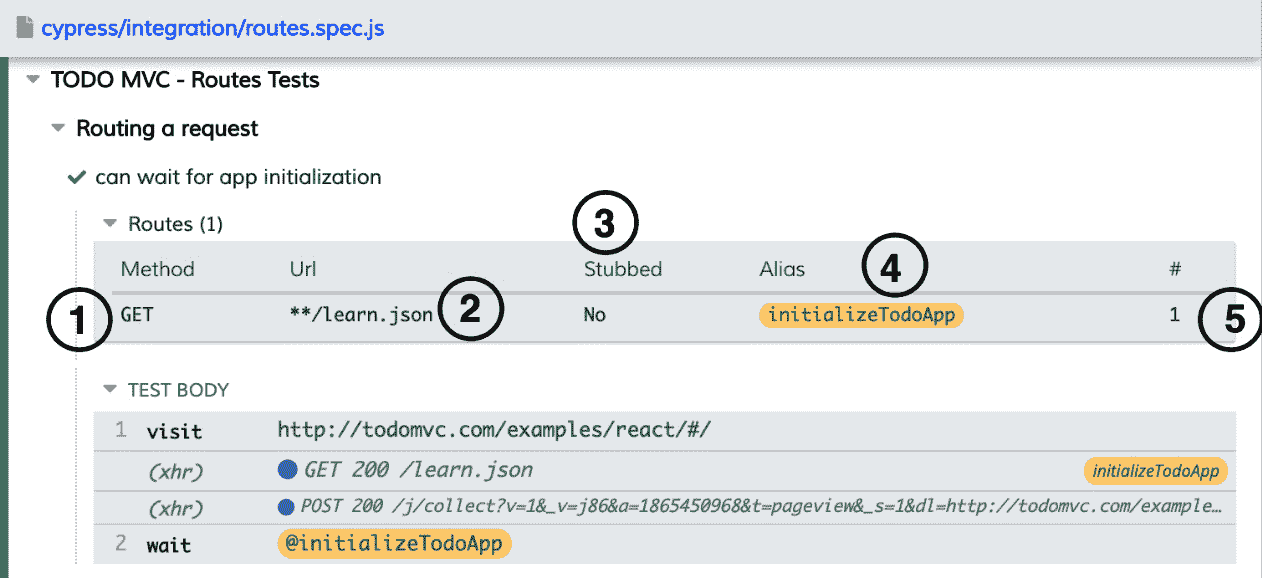 cypress/integration/routes.spec.js
TODO MVC - Routes Tests
Routing a request
can wait for app initialization
Routes (1)
3
Method Url Stubbed Alias 4 #
1 GET **/learn.json 2 No initializeTodoApp 1 5
TEST BODY
1 visit http://todomvc.com/examples/react/#/
(xhr) GET 200 /learn.json initializeTodoApp
(xhr) POST 200 /j/collect?v=1&_v=j86&a=1865450968&t=pageview&_s=1&dl=http://todomvc.com/example…
2 wait @initializeTodoApp